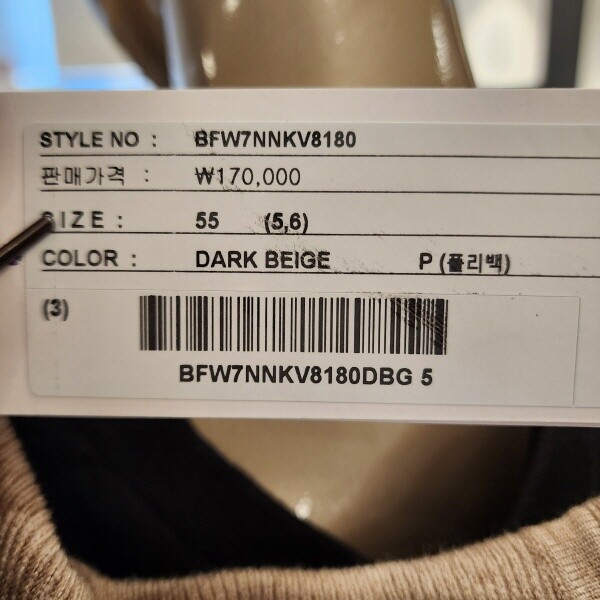 STYLE NO : BFW7NNKV8180
판매가격 : ₩170,000
SIZE : 55 (5,6)
COLOR : DARK BEIGE P (폴리백)
(3)
BFW7NNKV8180DBG 5